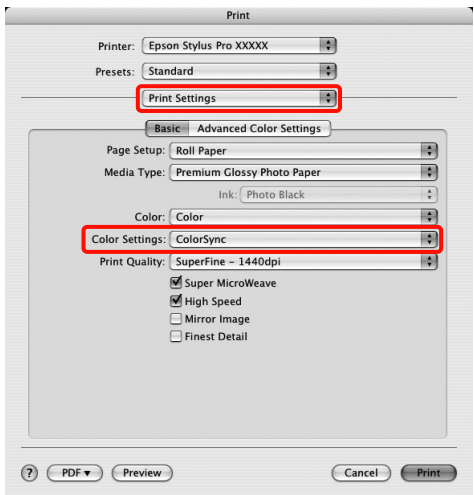 Print
Printer: Epson Stylus Pro XXXXX
Presets: Standard
Print Settings
Basic Advanced Color Settings
Page Setup: Roll Paper
Media Type: Premium Glossy Photo Paper
Ink: Photo Black
Color: Color
Color Settings: ColorSync
Print Quality: SuperFine – 1440dpi
Super MicroWeave
High Speed
Mirror Image
Finest Detail
? PDF ▾ Preview Cancel Print